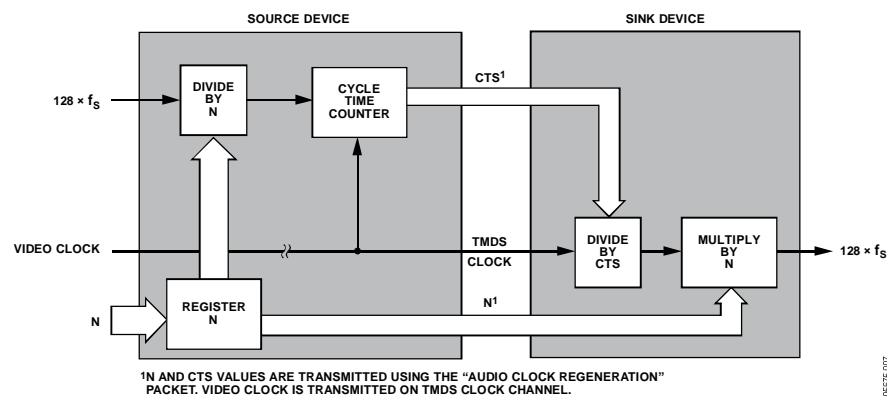 SOURCE DEVICE
SINK DEVICE
128 × fS
DIVIDE
BY
N
CYCLE
TIME
COUNTER
CTS1
VIDEO CLOCK
TMDS
CLOCK
DIVIDE
BY
CTS
MULTIPLY
BY
N
128 × fS
N
REGISTER
N
N1
1N AND CTS VALUES ARE TRANSMITTED USING THE “AUDIO CLOCK REGENERATION”
PACKET. VIDEO CLOCK IS TRANSMITTED ON TMDS CLOCK CHANNEL.